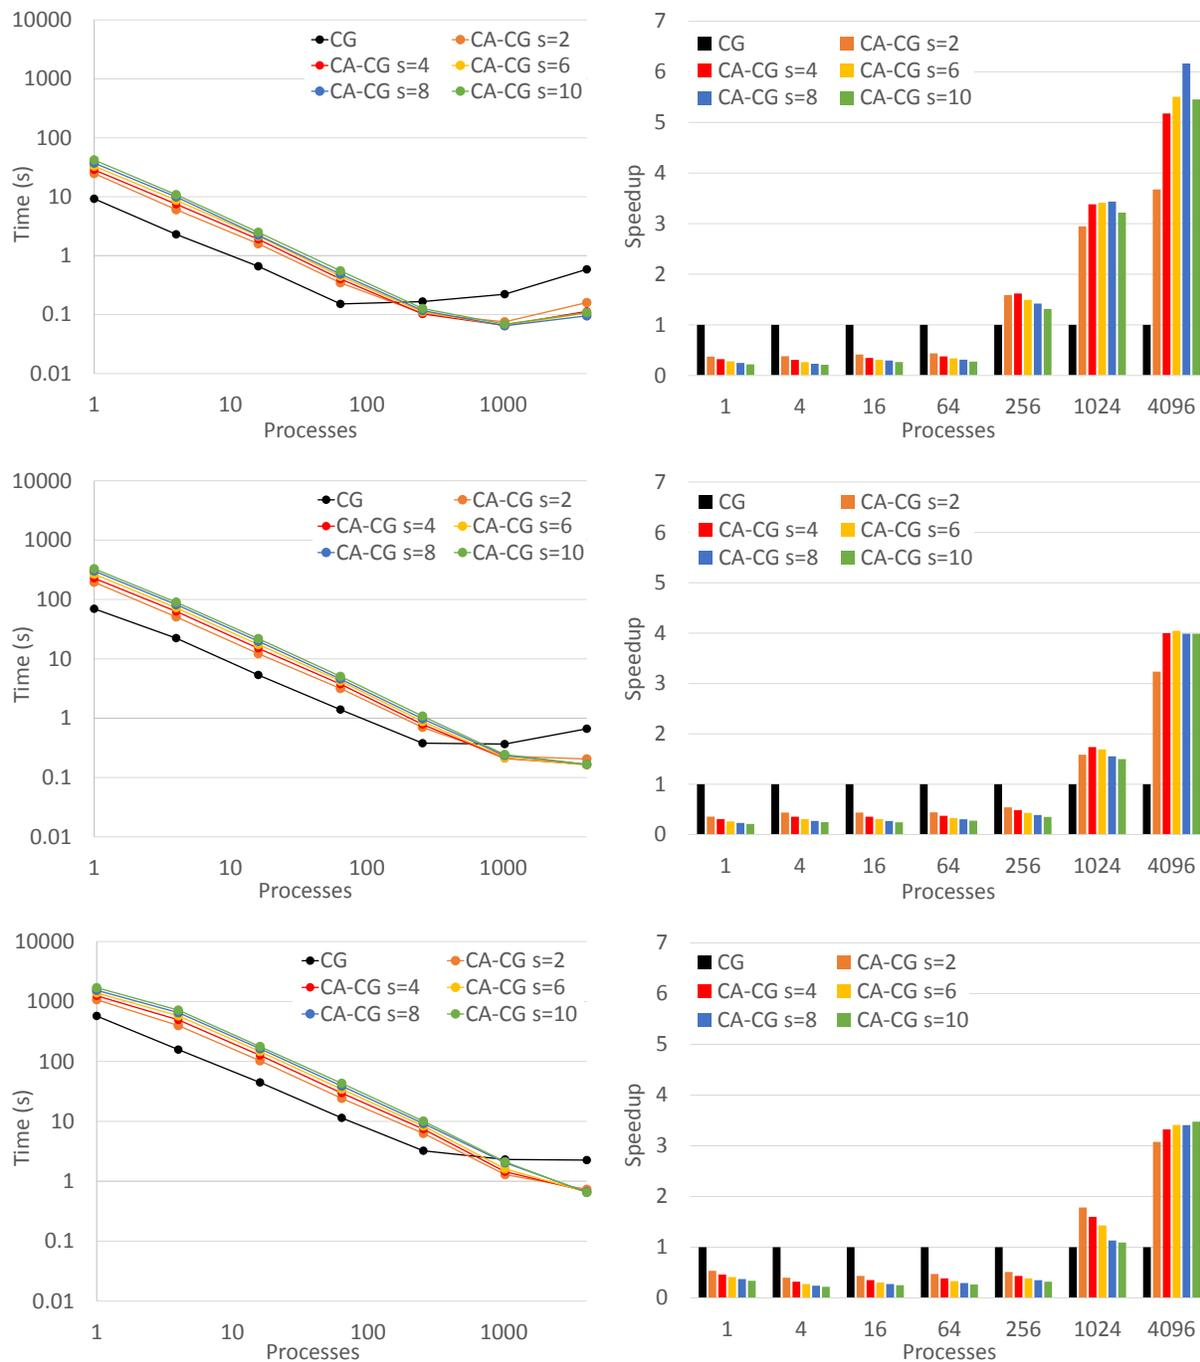 10000
1000
100
10
1
0.1
0.01
Time (s)
CG CA-CG s=2
CA-CG s=4 CA-CG s=6
CA-CG s=8 CA-CG s=10
1 10 100 1000
Processes
7
6
5
4
3
2
1
0
Speedup
CG CA-CG s=2
CA-CG s=4 CA-CG s=6
CA-CG s=8 CA-CG s=10
1 4 16 64 256 1024 4096
Processes
10000
1000
100
10
1
0.1
0.01
Time (s)
CG CA-CG s=2
CA-CG s=4 CA-CG s=6
CA-CG s=8 CA-CG s=10
1 10 100 1000
Processes
7
6
5
4
3
2
1
0
Speedup
CG CA-CG s=2
CA-CG s=4 CA-CG s=6
CA-CG s=8 CA-CG s=10
1 4 16 64 256 1024 4096
Processes
10000
1000
100
10
1
0.1
0.01
Time (s)
CG CA-CG s=2
CA-CG s=4 CA-CG s=6
CA-CG s=8 CA-CG s=10
1 10 100 1000
Processes
7
6
5
4
3
2
1
0
Speedup
CG CA-CG s=2
CA-CG s=4 CA-CG s=6
CA-CG s=8 CA-CG s=10
1 4 16 64 256 1024 4096
Processes